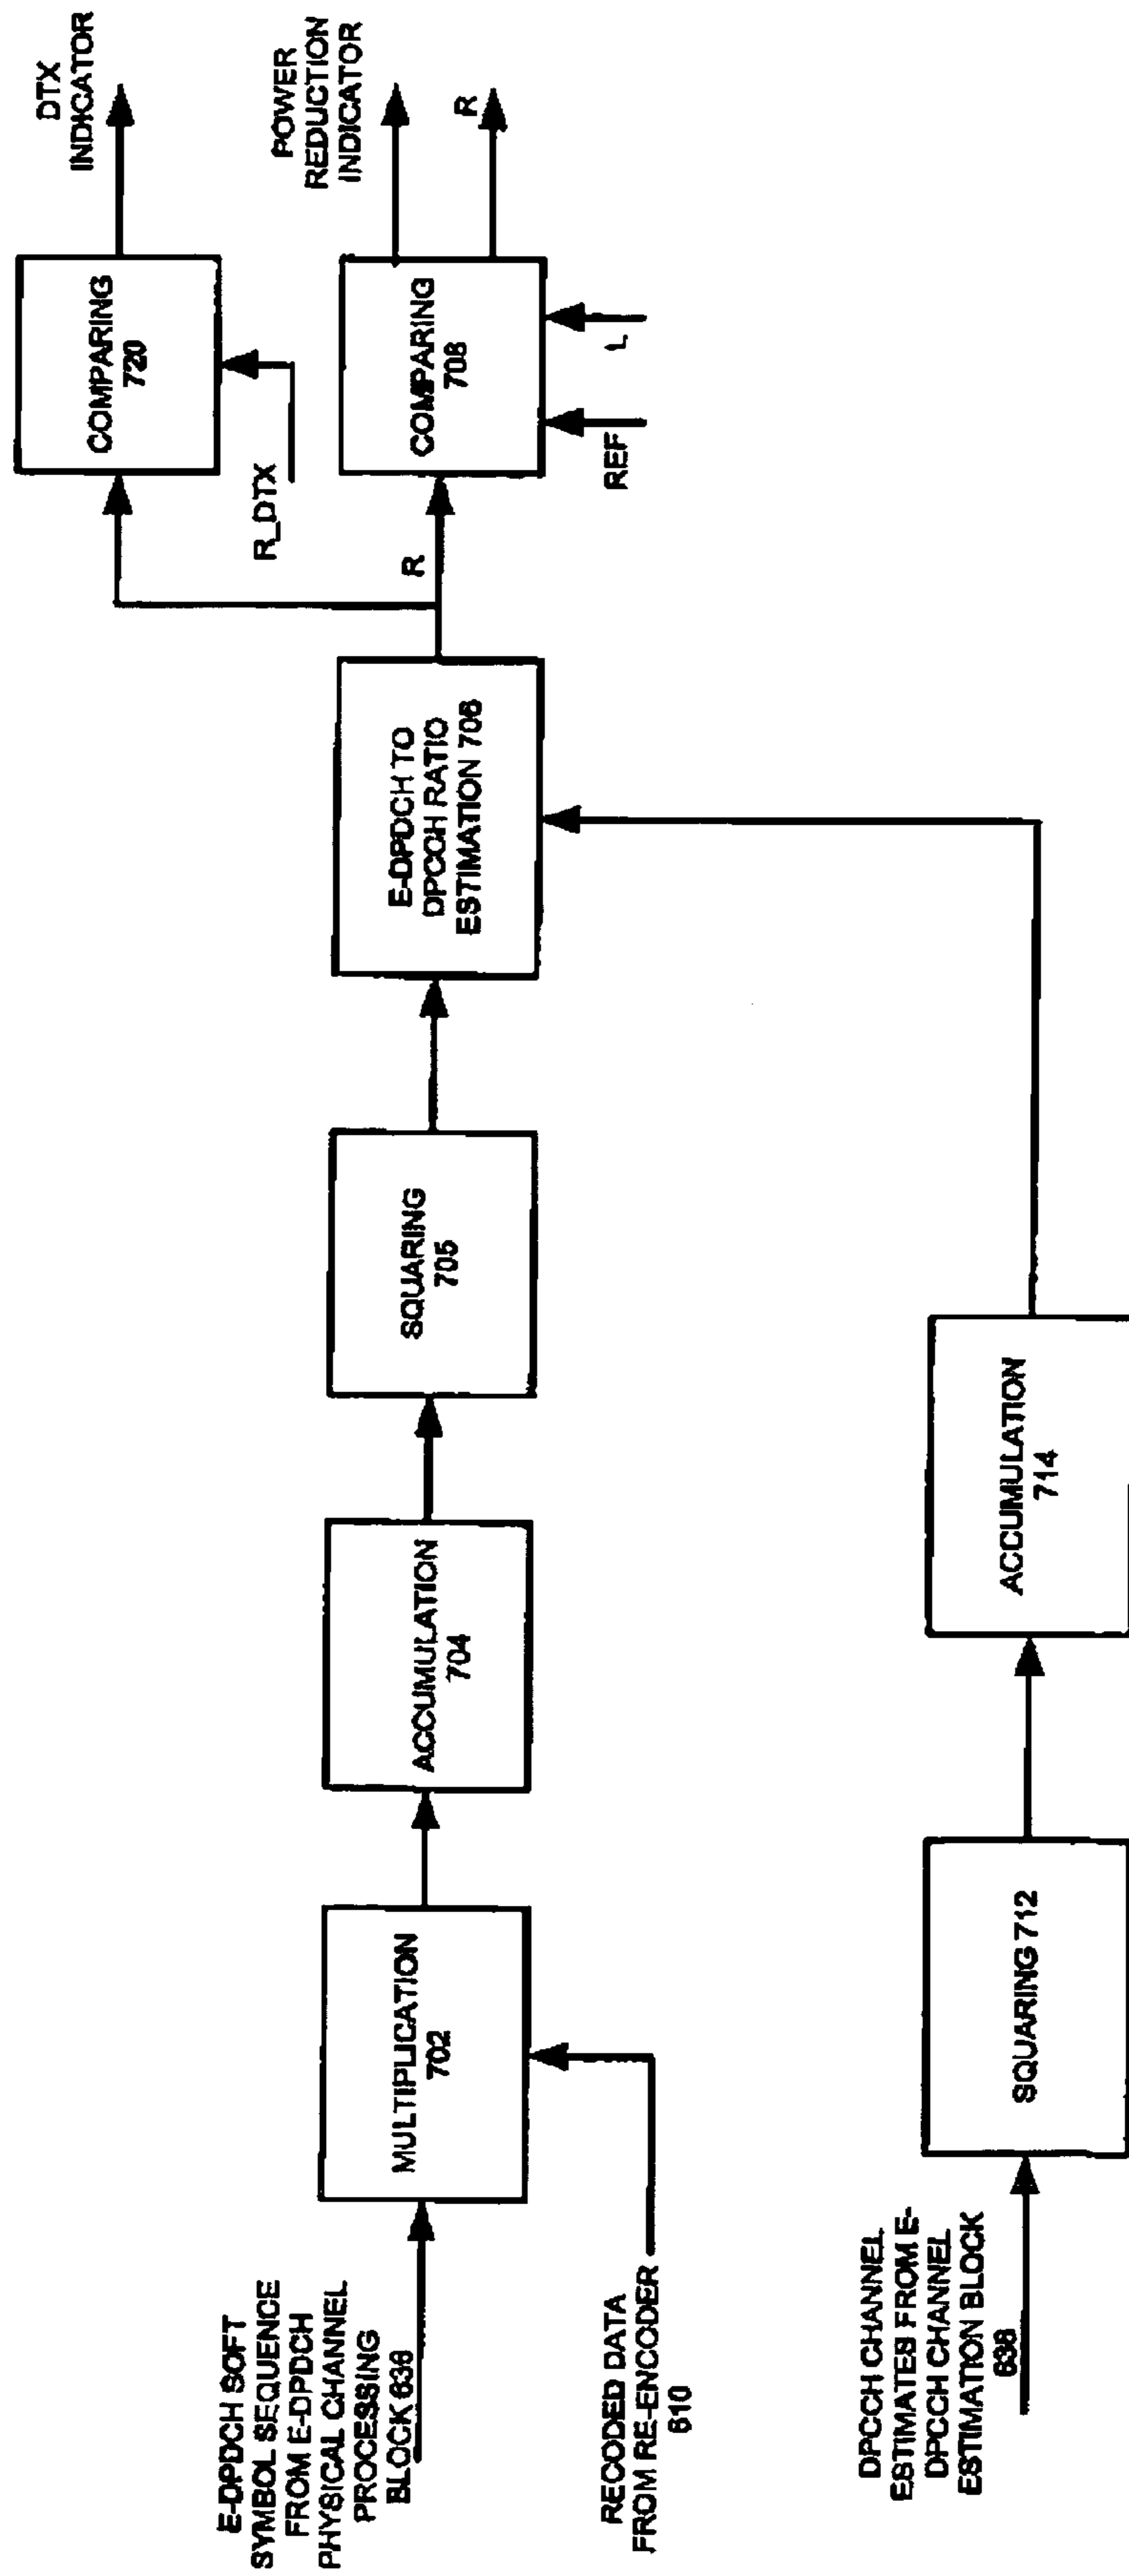 E-DPDCH SOFT
SYMBOL SEQUENCE
FROM E-DPDCH
PHYSICAL CHANNEL
PROCESSING
BLOCK 636
RECODED DATA
FROM RE-ENCODER
610
MULTIPLICATION
702
ACCUMULATION
704
SQUARING
705
E-DPDCH TO
DPCCH RATIO
ESTIMATION 706
R
R_DTX
COMPARING
720
DTX
INDICATOR
COMPARING
708
REF
L
POWER
REDUCTION
INDICATOR
R
DPCCH CHANNEL
ESTIMATES FROM E-
DPCCH CHANNEL
ESTIMATION BLOCK
638
SQUARING 712
ACCUMULATION
714